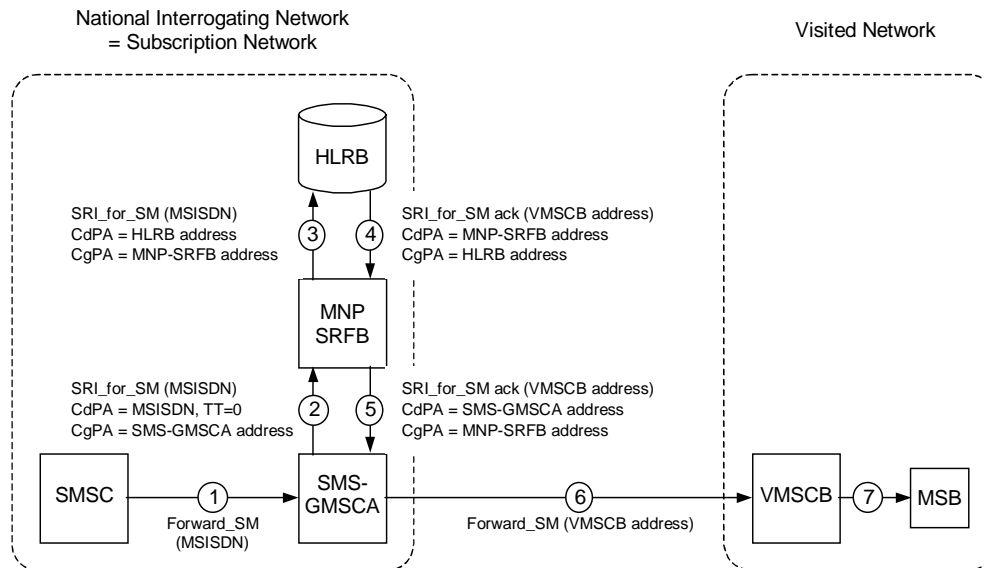 National Interrogating Network
= Subscription Network
Visited Network
HLRB
SRI_for_SM (MSISDN)
CdPA = HLRB address
CgPA = MNP-SRFB address
3
4
SRI_for_SM ack (VMSCB address)
CdPA = MNP-SRFB address
CgPA = HLRB address
MNP
SRFB
SRI_for_SM (MSISDN)
CdPA = MSISDN, TT=0
CgPA = SMS-GMSCA address
2
5
SRI_for_SM ack (VMSCB address)
CdPA = SMS-GMSCA address
CgPA = MNP-SRFB address
SMSC
1
Forward_SM
(MSISDN)
SMS-
GMSCA
6
Forward_SM (VMSCB address)
VMSCB
7
MSB